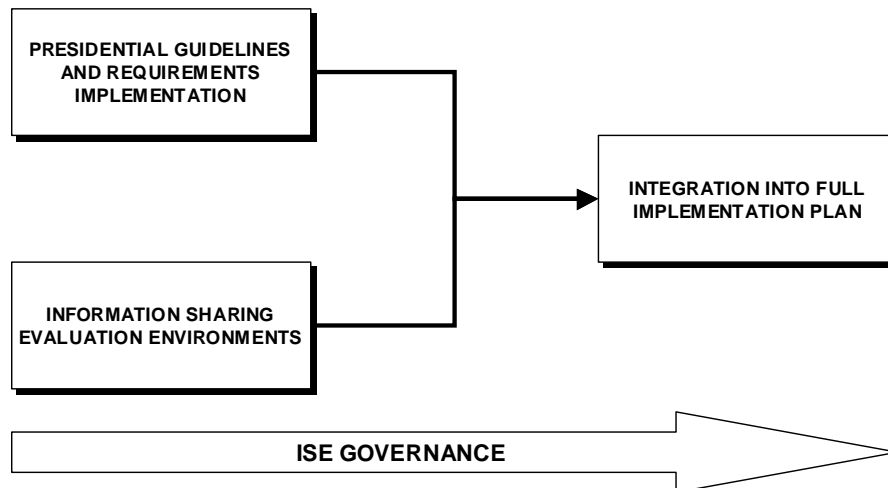 PRESIDENTIAL GUIDELINES
AND REQUIREMENTS
IMPLEMENTATION
INTEGRATION INTO FULL
IMPLEMENTATION PLAN
INFORMATION SHARING
EVALUATION ENVIRONMENTS
ISE GOVERNANCE